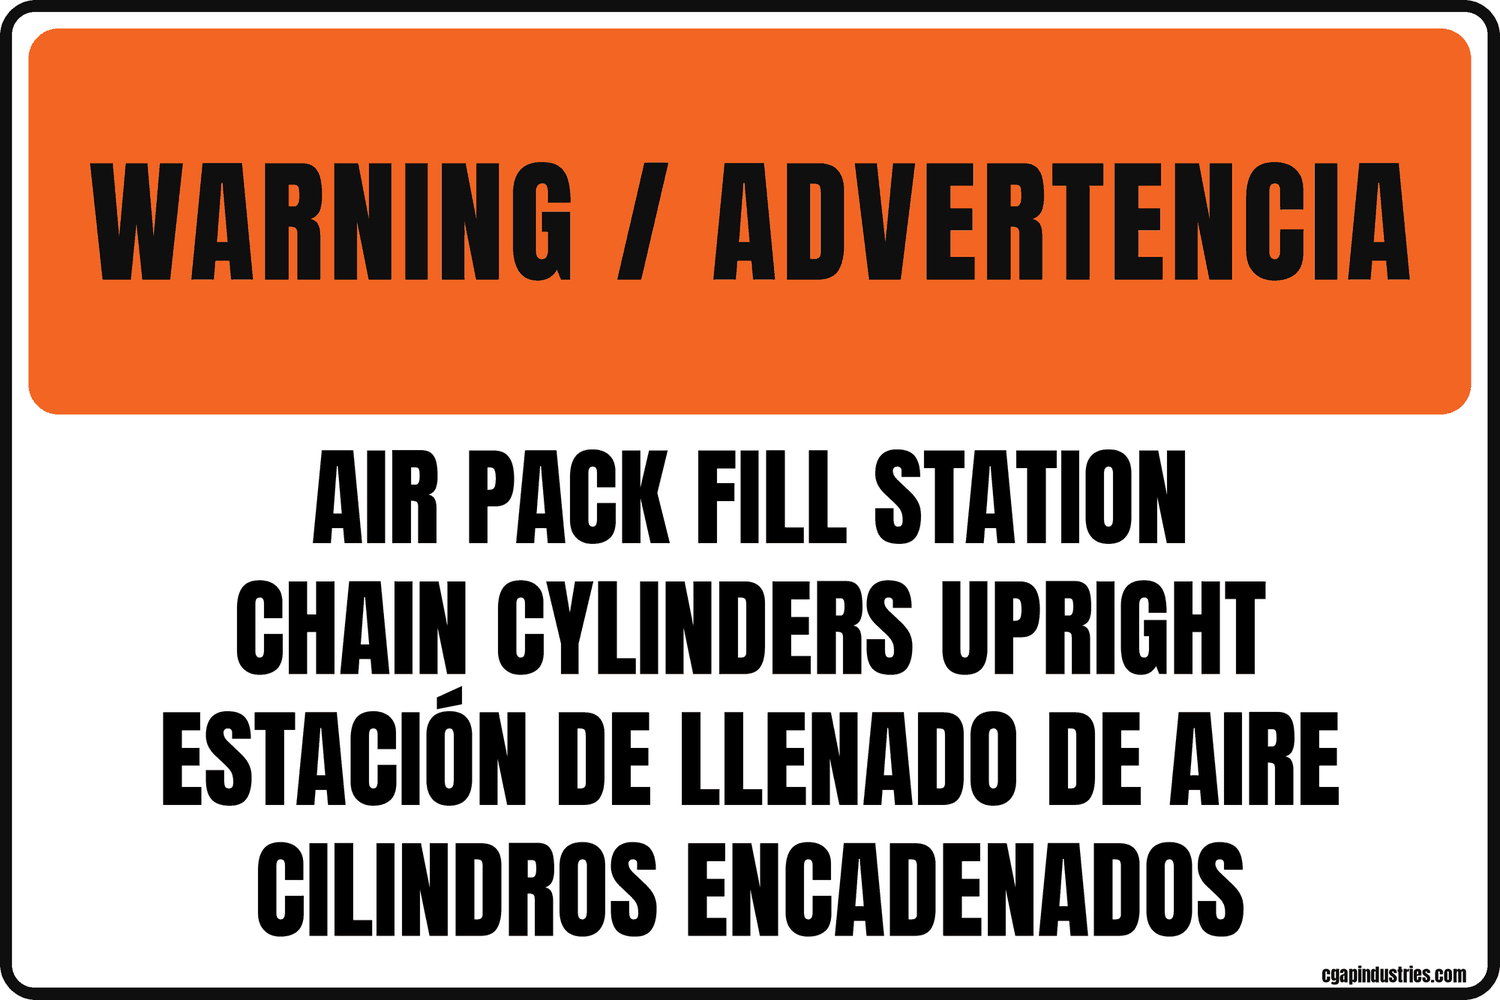 WARNING / ADVERTENCIA
AIR PACK FILL STATION
CHAIN CYLINDERS UPRIGHT
ESTACIÓN DE LLENADO DE AIRE
CILINDROS ENCADENADOS
cgapindustries.com